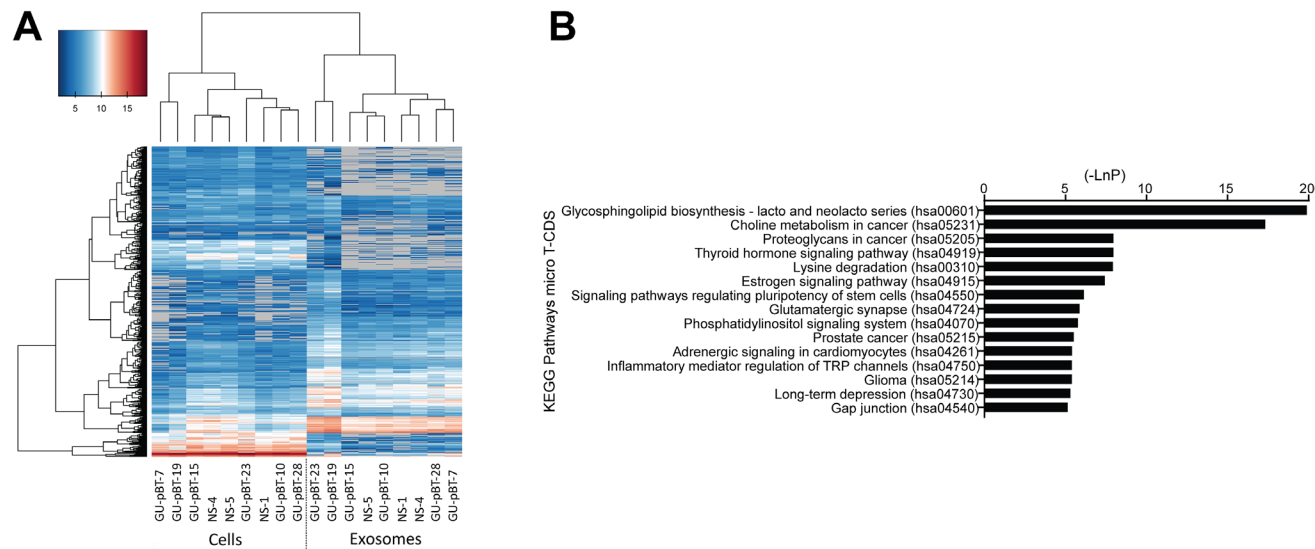 A
5 10 15
GU-pBT-7
GU-pBT-19
GU-pBT-15
NS-4
NS-5
GU-pBT-23
NS-1
GU-pBT-10
GU-pBT-28
GU-pBT-23
GU-pBT-19
GU-pBT-15
NS-5
GU-pBT-10
NS-1
NS-4
GU-pBT-28
GU-pBT-7
Cells
Exosomes
B
(-LnP)
0 5 10 15 20
KEGG Pathways micro T-CDS
Glycosphingolipid biosynthesis - lacto and neolacto series (hsa00601)
Choline metabolism in cancer (hsa05231)
Proteoglycans in cancer (hsa05205)
Thyroid hormone signaling pathway (hsa04919)
Lysine degradation (hsa00310)
Estrogen signaling pathway (hsa04915)
Signaling pathways regulating pluripotency of stem cells (hsa04550)
Glutamatergic synapse (hsa04724)
Phosphatidylinositol signaling system (hsa04070)
Prostate cancer (hsa05215)
Adrenergic signaling in cardiomyocytes (hsa04261)
Inflammatory mediator regulation of TRP channels (hsa04750)
Glioma (hsa05214)
Long-term depression (hsa04730)
Gap junction (hsa04540)